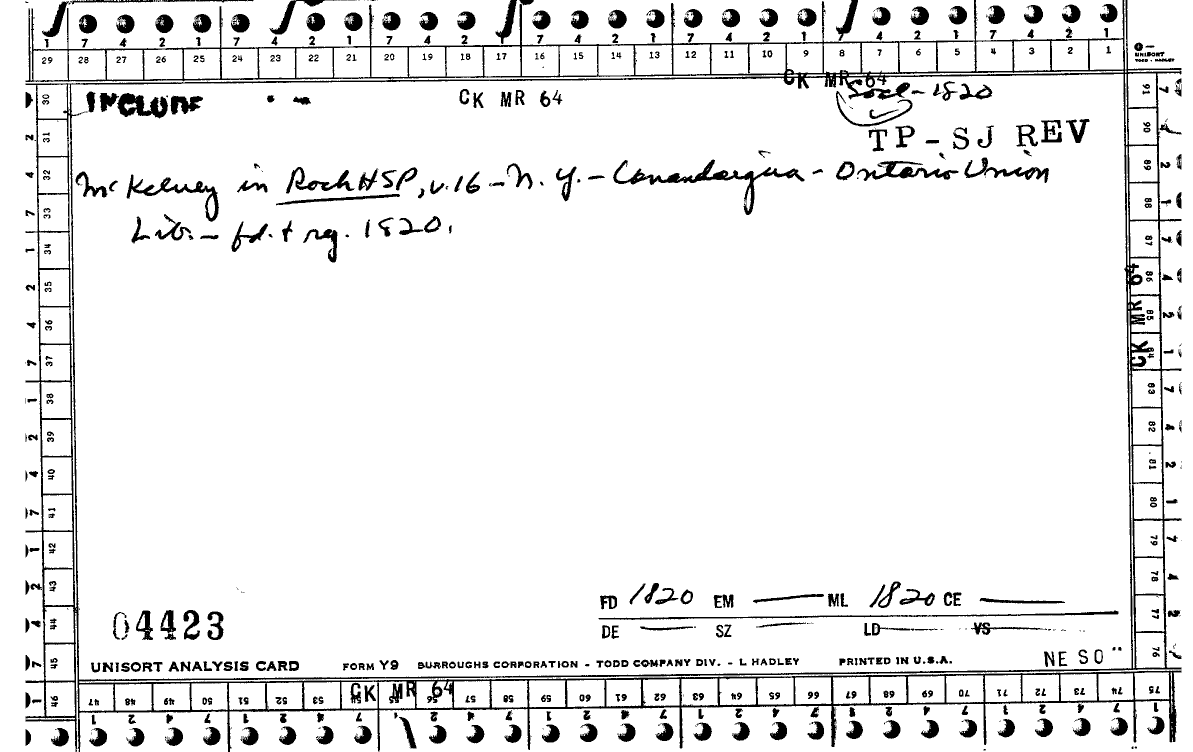 1 7 4 2 1 7 4 2 1 7 4 2 1 7 4 2 1 7 4 2 1 7 4 2 1
29 28 27 26 25 24 23 22 21 20 19 18 17 16 15 14 13 12 11 10 9 8 7 6 5 4 3 2 1
UNISORT
TODD - HADLEY
INCLUDE
CK MR 64
CK MR 64
Socl - 1820
TP - SJ REV
McKelvey in RochHSP, v. 16 - N. Y. - Canandaigua - Ontario Union
Lib. - fd. + reg. 1820.
30 31 32 33 34 35 36 37 38 39 40 41 42 43 44 45 46
91 90 89 88 87 86 85 84 83 82 81 80 79 78 77 76
CK MR 64
FD 1820 EM — ML 1820 CE —
DE — SZ — LD — VS
04423
UNISORT ANALYSIS CARD FORM Y9 BURROUGHS CORPORATION - TODD COMPANY DIV. - L HADLEY PRINTED IN U.S.A. NE SO"
CK MR 64
47 48 49 50 51 52 53 54 55 56 57 58 59 60 61 62 63 64 65 66 67 68 69 70 71 72 73 74 75